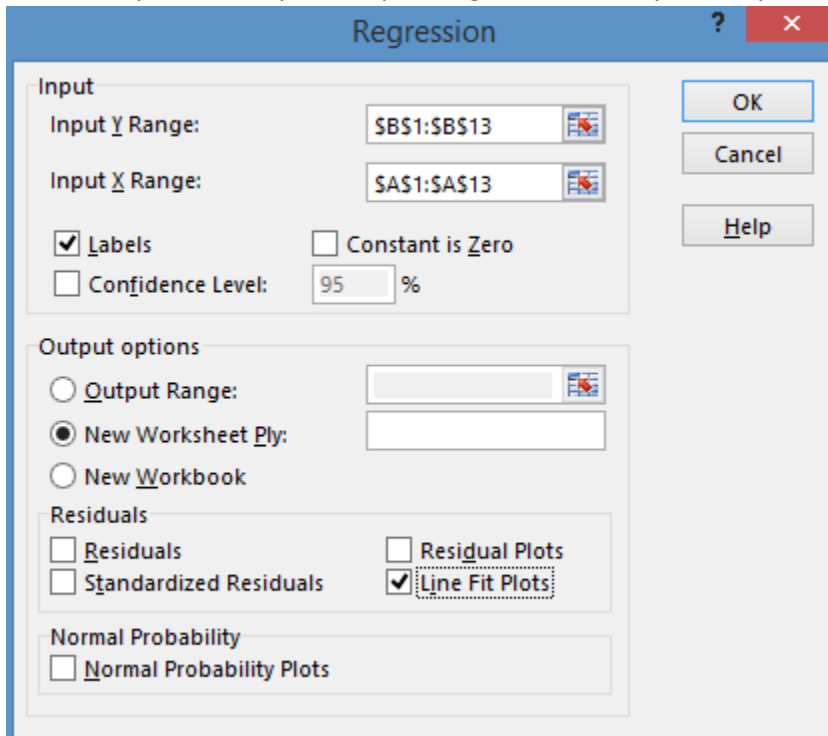 Regression
? ×
Input
Input Y Range: $B$1:$B$13
Input X Range: $A$1:$A$13
Labels Constant is Zero
Confidence Level: 95 %
OK
Cancel
Help
Output options
Output Range:
New Worksheet Ply:
New Workbook
Residuals
Residuals Residual Plots
Standardized Residuals Line Fit Plots
Normal Probability
Normal Probability Plots